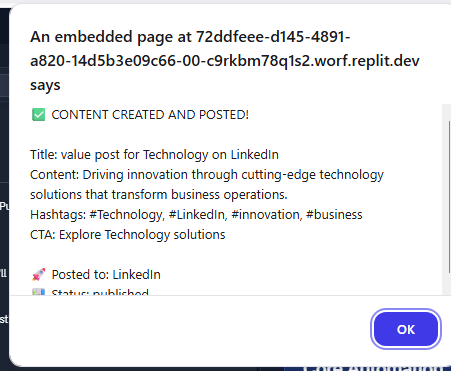 An embedded page at 72ddfeee-d145-4891-
a820-14d5b3e09c66-00-c9rkbm78q1s2.worf.replit.dev
says
✅ CONTENT CREATED AND POSTED!
Title: value post for Technology on LinkedIn
Content: Driving innovation through cutting-edge technology
solutions that transform business operations.
Hashtags: #Technology, #LinkedIn, #innovation, #business
CTA: Explore Technology solutions
🚀 Posted to: LinkedIn
📊 Status: published
OK
Core Automation